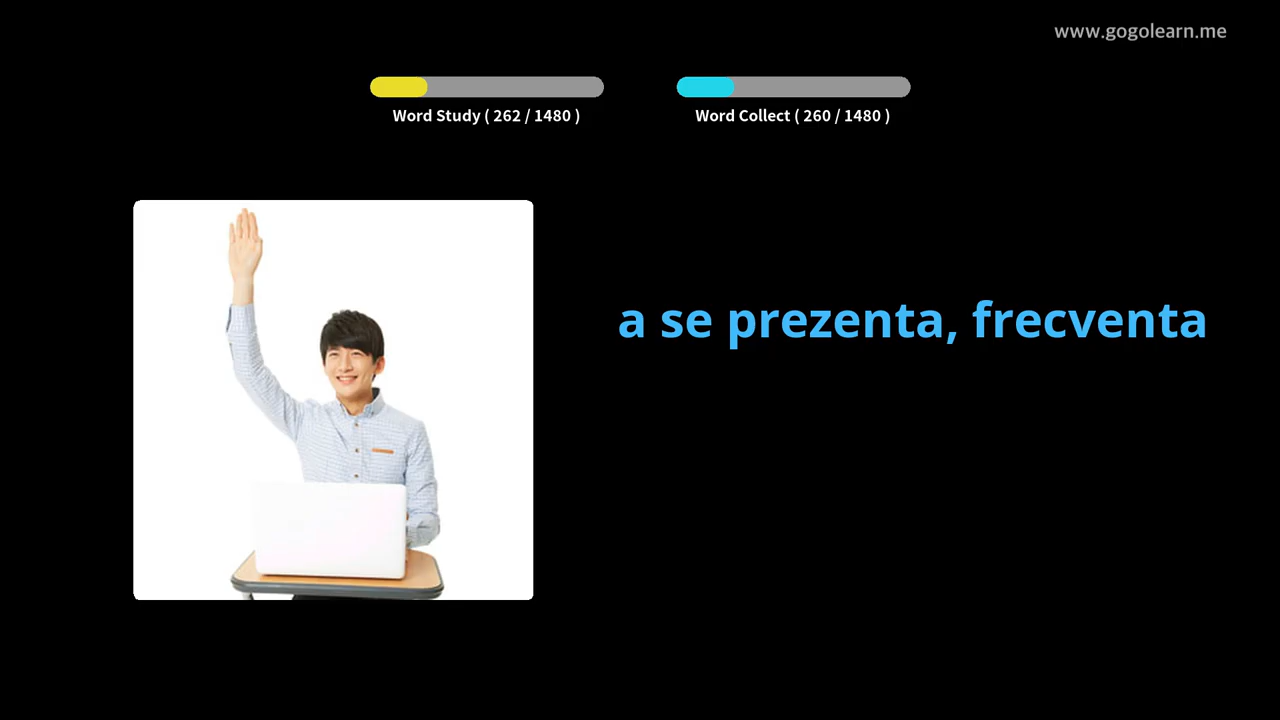 www.gogolearn.me
Word Study ( 262 / 1480 )
Word Collect ( 260 / 1480 )
a se prezenta, frecventa